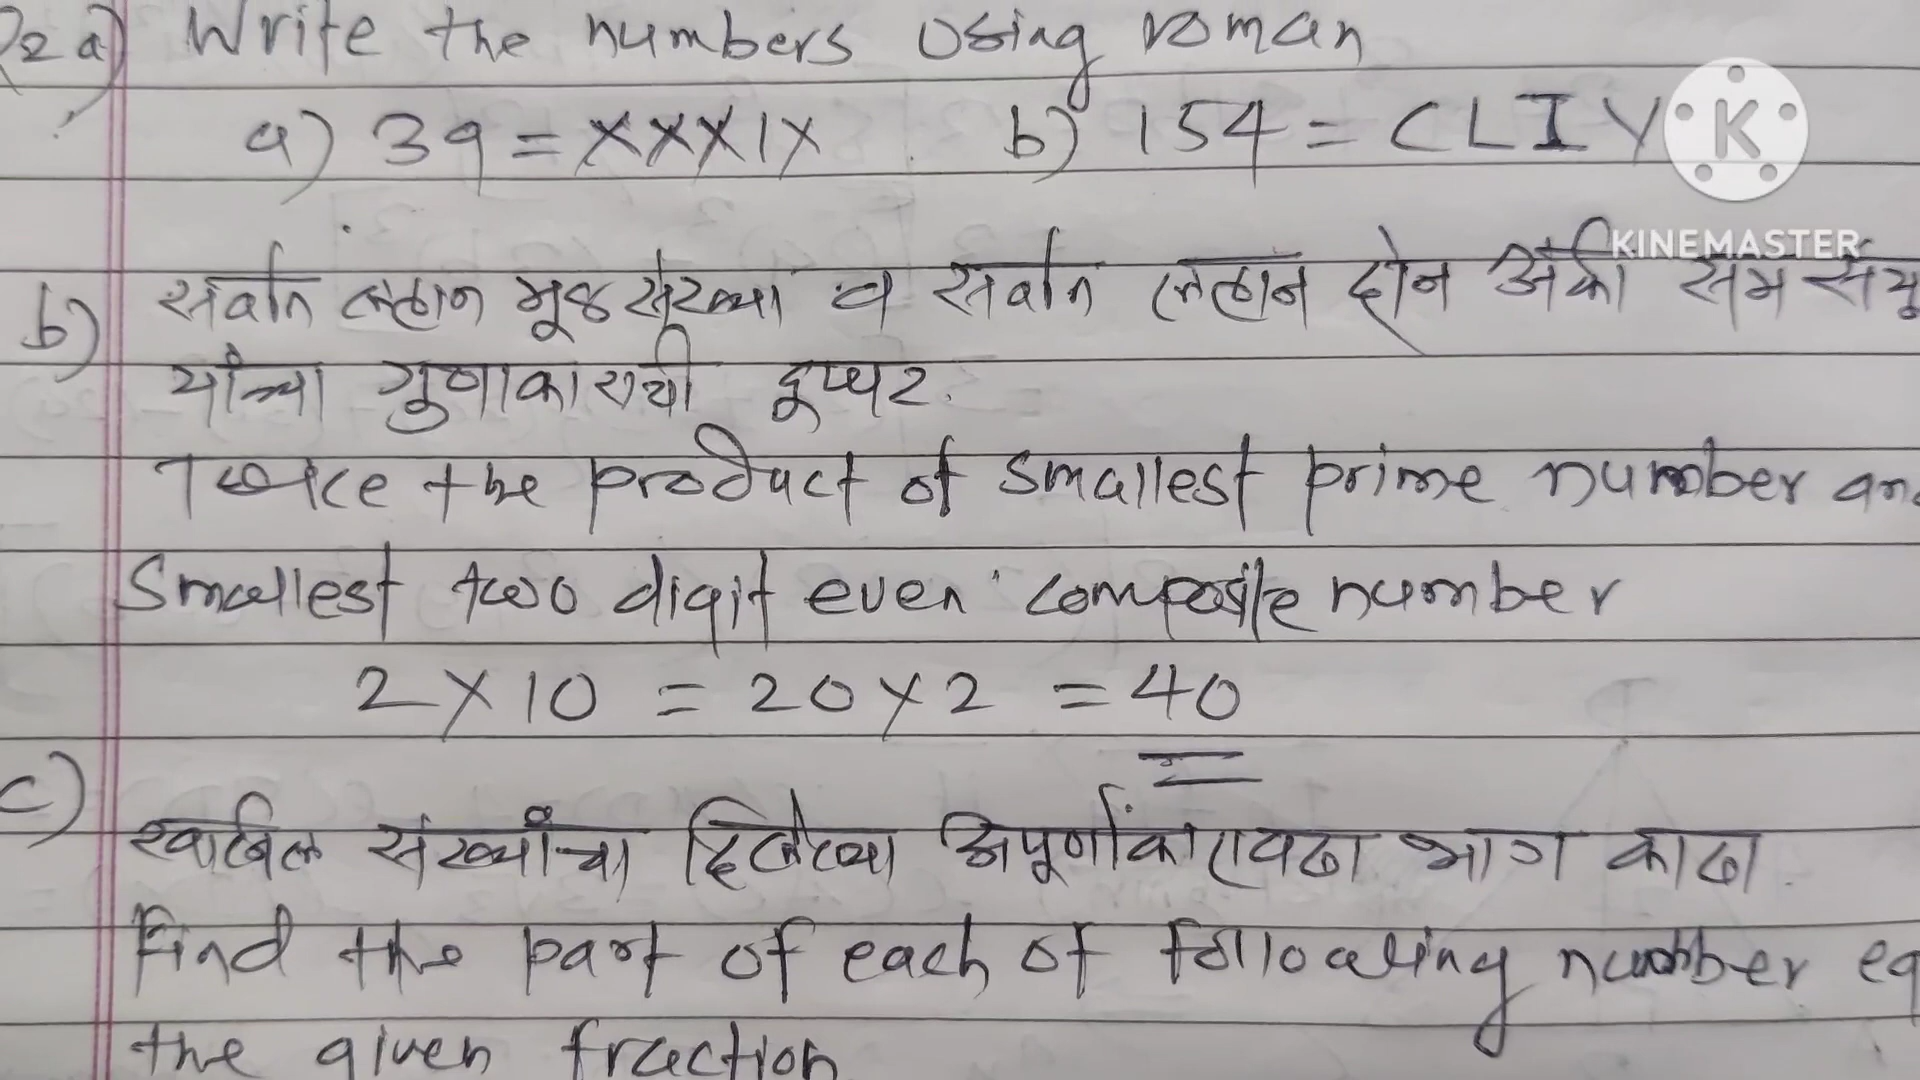 Q2 a) Write the numbers using roman
a) 39 = XXXIX b) 154 = CLIV
KINEMASTER
b) सर्वात लहान मूळ संख्या व सर्वात लहान दोन अंकी सम संयु
यांच्या गुणाकाराची दूप्पट.
Twice the product of smallest prime number an
Smallest two digit even composite number
2 × 10 = 20 × 2 = 40
c) खालील संख्यांचा दिलेल्या अपूर्णांकाएवढा भाग काढा.
Find the part of each of following number eq
the given fraction